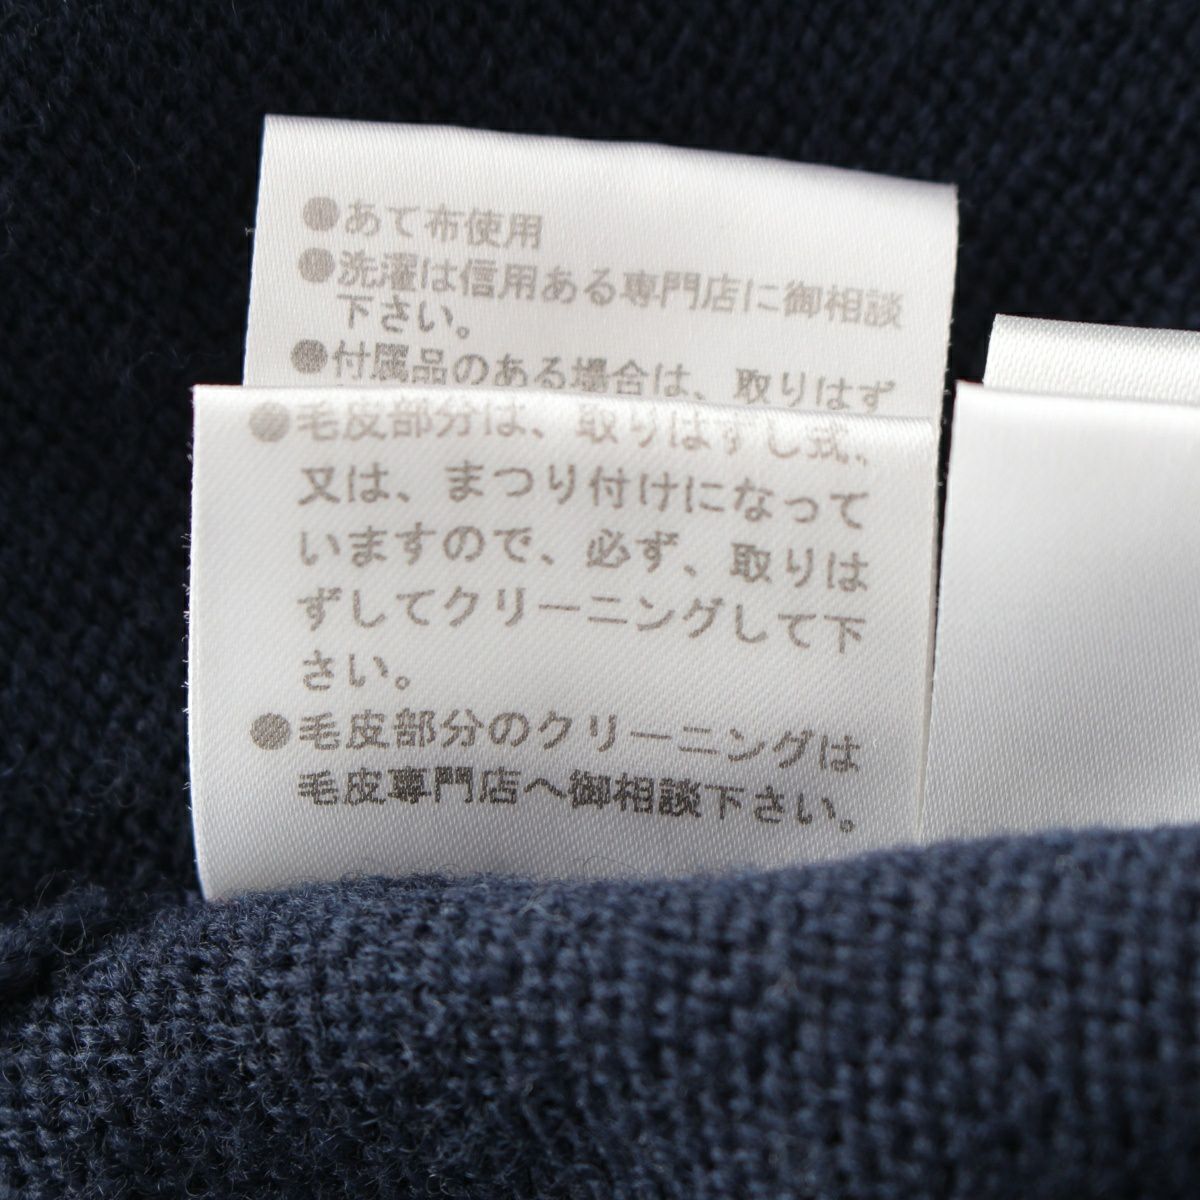 ●あて布使用
●洗濯は信用ある専門店に御相談
下さい。
●付属品のある場合は、取りはず
●毛皮部分は、取りはずし式、
又は、まつり付けになって
いますので、必ず、取りは
ずしてクリーニングして下
さい。
●毛皮部分のクリーニングは
毛皮専門店へ御相談下さい。